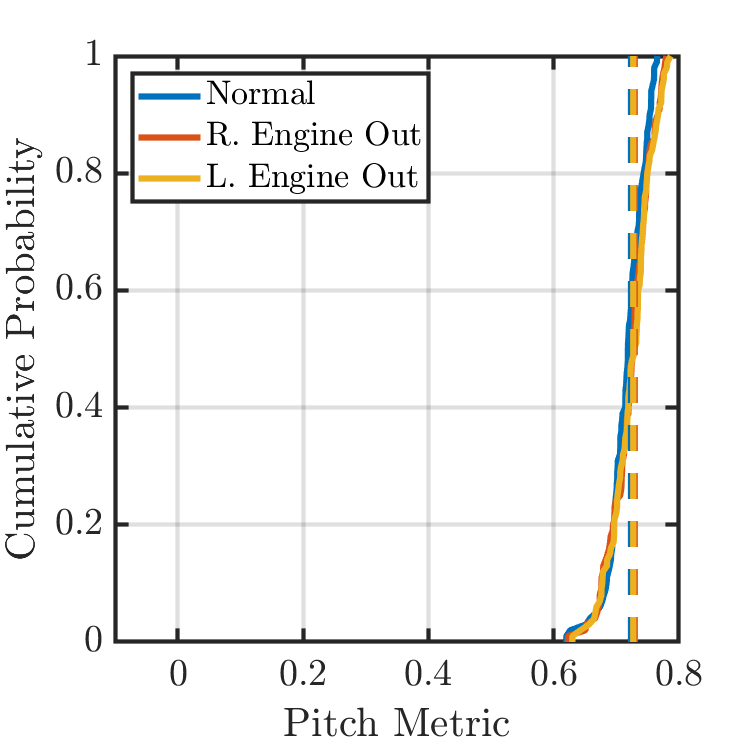 1
0.8
0.6
0.4
0.2
0
Cumulative Probability
Normal
R. Engine Out
L. Engine Out
0 0.2 0.4 0.6 0.8
Pitch Metric